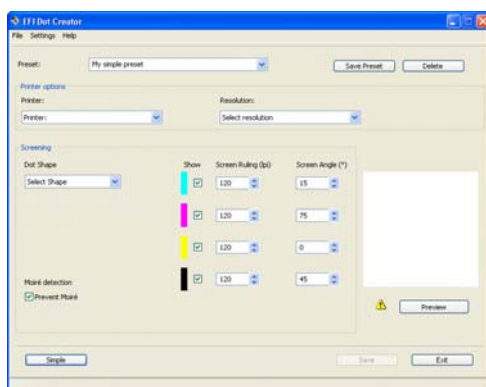 EFI Dot Creator
File Settings Help
Preset: My simple preset Save Preset Delete
Printer options
Printer: Resolution:
Printer: Select resolution
Screening
Dot Shape Show Screen Ruling (lpi) Screen Angle (°)
Select Shape 120 15
120 75
120 0
120 45
Moiré detection
Prevent Moiré
Preview
Simple Save Exit